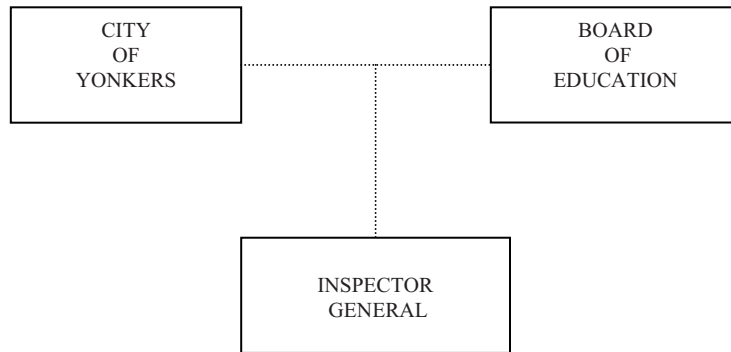 CITY
OF
YONKERS
BOARD
OF
EDUCATION
INSPECTOR
GENERAL